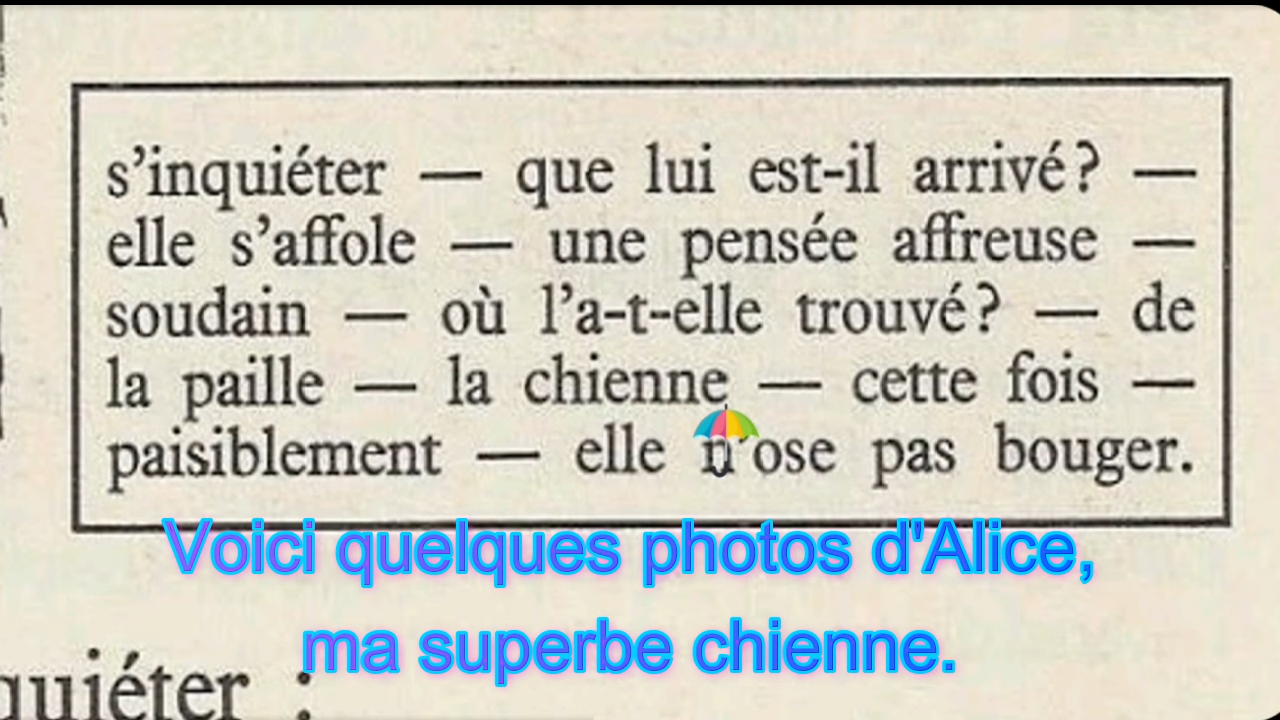 s'inquiéter — que lui est-il arrivé? —
elle s'affole — une pensée affreuse —
soudain — où l'a-t-elle trouvé? — de
la paille — la chienne — cette fois —
paisiblement — elle n'ose pas bouger.
Voici quelques photos d'Alice,
ma superbe chienne.
quiéter :